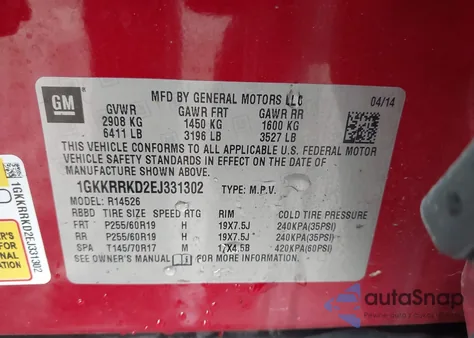 GM
MFD BY GENERAL MOTORS LLC
04/14
GVWR GAWR FRT GAWR RR
2908 KG 1450 KG 1600 KG
6411 LB 3196 LB 3527 LB
THIS VEHICLE CONFORMS TO ALL APPLICABLE U.S. FEDERAL MOTOR
VEHICLE SAFETY STANDARDS IN EFFECT ON THE DATE OF
MANUFACTURE SHOWN ABOVE.
1GKKRRKD2EJ331302 TYPE: M.P.V.
MODEL: R14526
RBBD TIRE SIZE SPEED RTG RIM COLD TIRE PRESSURE
FRT P255/60R19 H 19X7.5J 240KPA(35PSI)
RR P255/60R19 H 19X7.5J 240KPA(35PSI)
SPA T145/70R17 M 17X4.5B 420KPA(60PSI)
SEE OWNER'S MANUAL FOR MORE INFORMATION.
1GKKRRKD2EJ331302
autoSnap